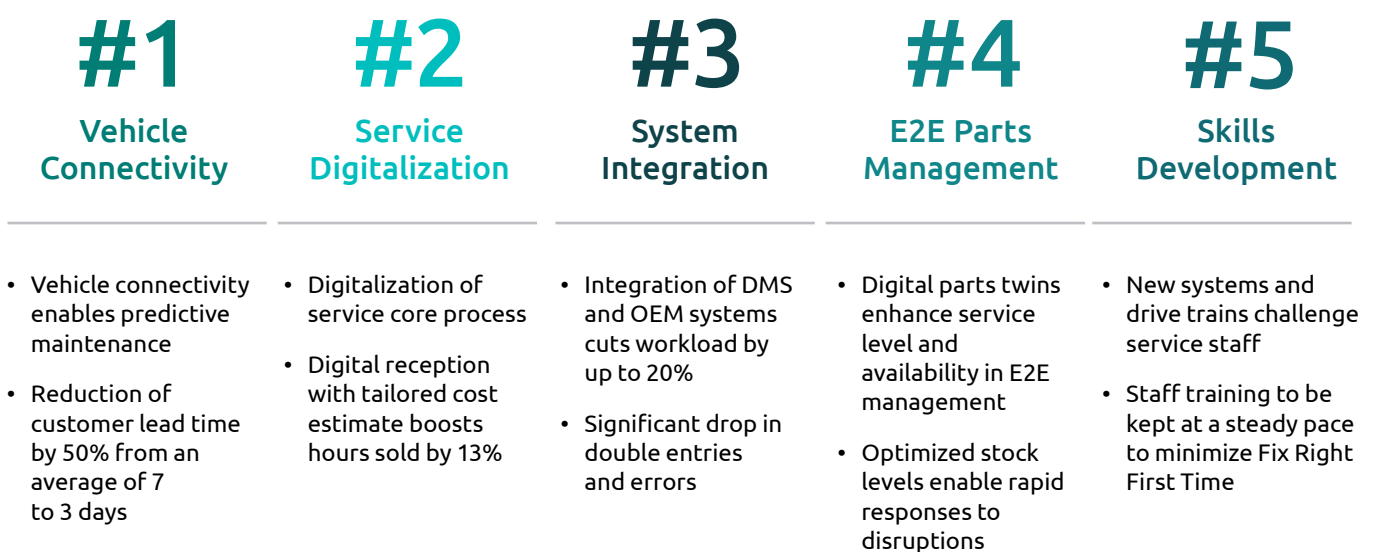 #1
Vehicle
Connectivity
• Vehicle connectivity
enables predictive
maintenance
• Reduction of
customer lead time
by 50% from an
average of 7
to 3 days
#2
Service
Digitalization
• Digitalization of
service core process
• Digital reception
with tailored cost
estimate boosts
hours sold by 13%
#3
System
Integration
• Integration of DMS
and OEM systems
cuts workload by
up to 20%
• Significant drop in
double entries
and errors
#4
E2E Parts
Management
• Digital parts twins
enhance service
level and
availability in E2E
management
• Optimized stock
levels enable rapid
responses to
disruptions
#5
Skills
Development
• New systems and
drive trains challenge
service staff
• Staff training to be
kept at a steady pace
to minimize Fix Right
First Time